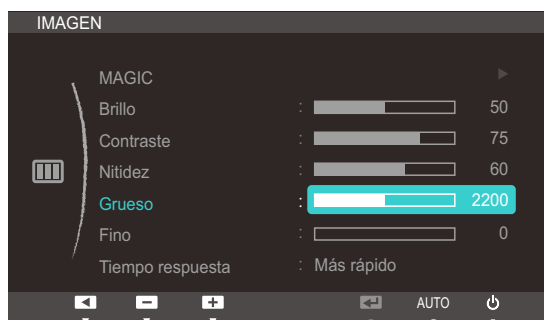 IMAGEN
MAGIC
Brillo : 50
Contraste : 75
Nitidez : 60
Grueso : 2200
Fino : 0
Tiempo respuesta : Más rápido
AUTO